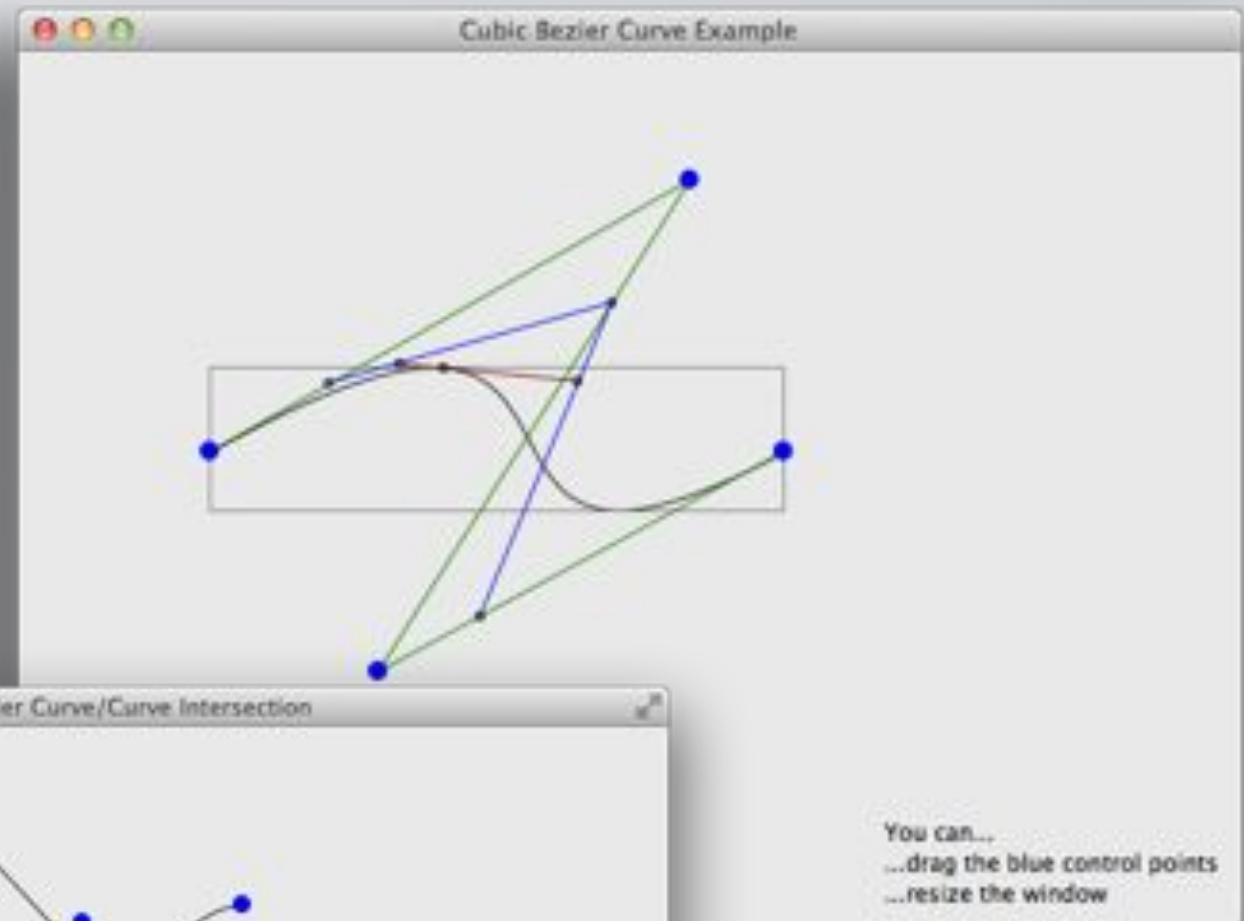 Cubic Bezier Curve Example
er Curve/Curve Intersection
You can...
...drag the blue control points
...resize the window